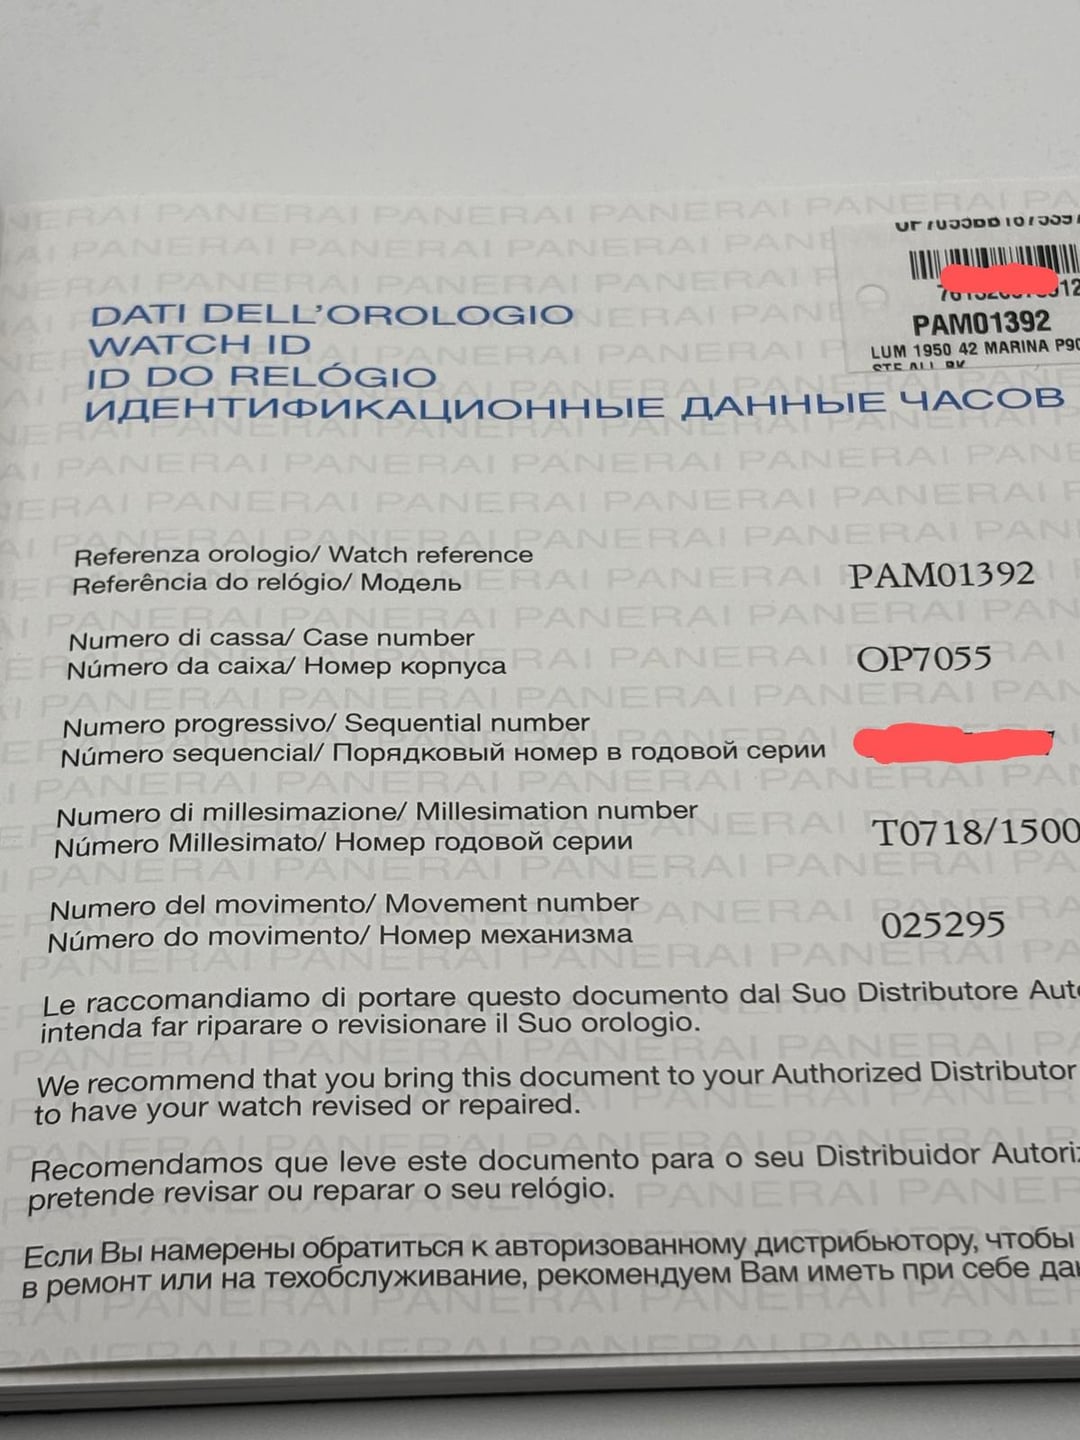 PAM01392
LUM 1950 42 MARINA
DATI DELL'OROLOGIO
WATCH ID
ID DO RELÓGIO
ИДЕНТИФИКАЦИОННЫЕ ДАННЫЕ ЧАСОВ
Referenza orologio/ Watch reference
Referência do relógio/ Модель
PAM01392
Numero di cassa/ Case number
Número da caixa/ Номер корпуса
OP7055
Numero progressivo/ Sequential number
Número sequencial/ Порядковый номер в годовой серии
Numero di millesimazione/ Millesimation number
Número Millesimato/ Номер годовой серии
T0718/1500
Numero del movimento/ Movement number
Número do movimento/ Номер механизма
025295
Le raccomandiamo di portare questo documento dal Suo Distributore
intenda far riparare o revisionare il Suo orologio.
We recommend that you bring this document to your Authorized Distributor
to have your watch revised or repaired.
Recomendamos que leve este documento para o seu Distribuidor
pretende revisar ou reparar o seu relógio.
Если Вы намерены обратиться к авторизованному дистрибьютору, чтобы
в ремонт или на техобслуживание, рекомендуем Вам иметь при себе